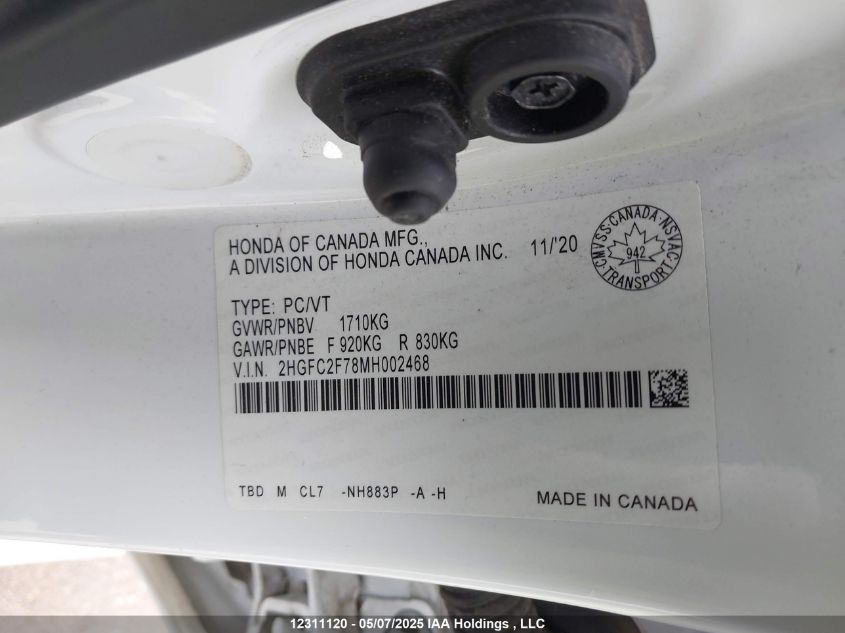 HONDA OF CANADA MFG.,
A DIVISION OF HONDA CANADA INC. 11/'20
CMVSS·CANADA·NSVAC·TRANSPORT·
942
TYPE: PC/VT
GVWR/PNBV 1710KG
GAWR/PNBE F 920KG R 830KG
V.I.N. 2HGFC2F78MH002468
TBD M CL7 -NH883P -A -H
MADE IN CANADA
12311120 - 05/07/2025 IAA Holdings , LLC